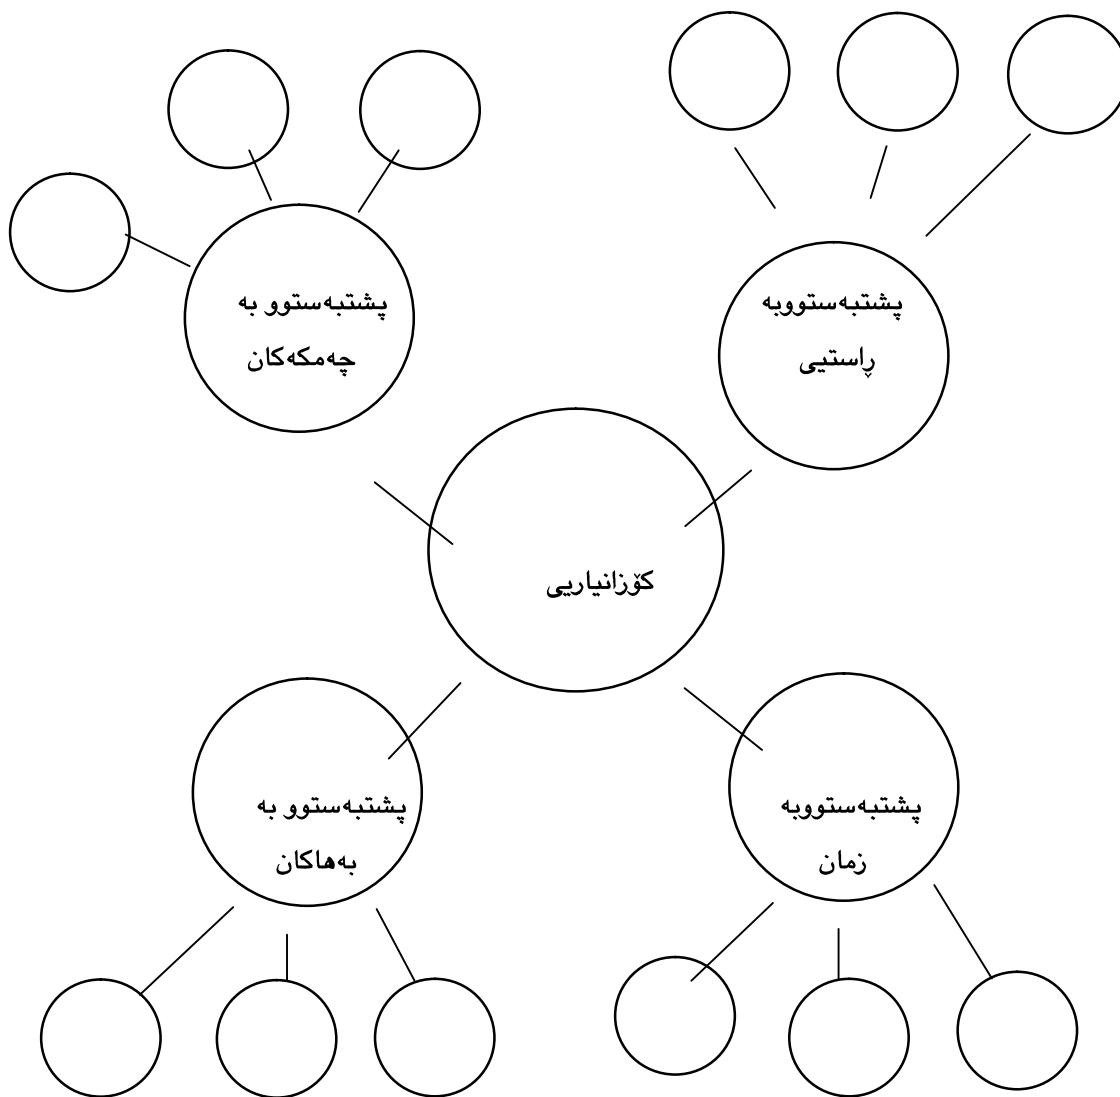 پشتبەستووبە
ڕاستیی
پشتبەستوو بە
چەمکەکان
کۆزانیاریی
پشتبەستووبە
زمان
پشتبەستوو بە
بەهاکان